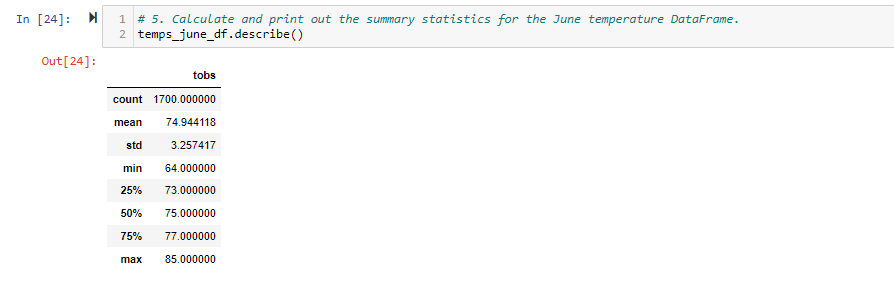 In [24]:
1 # 5. Calculate and print out the summary statistics for the June temperature DataFrame.
2 temps_june_df.describe()
Out[24]:
tobs
count 1700.000000
mean 74.944118
std 3.257417
min 64.000000
25% 73.000000
50% 75.000000
75% 77.000000
max 85.000000